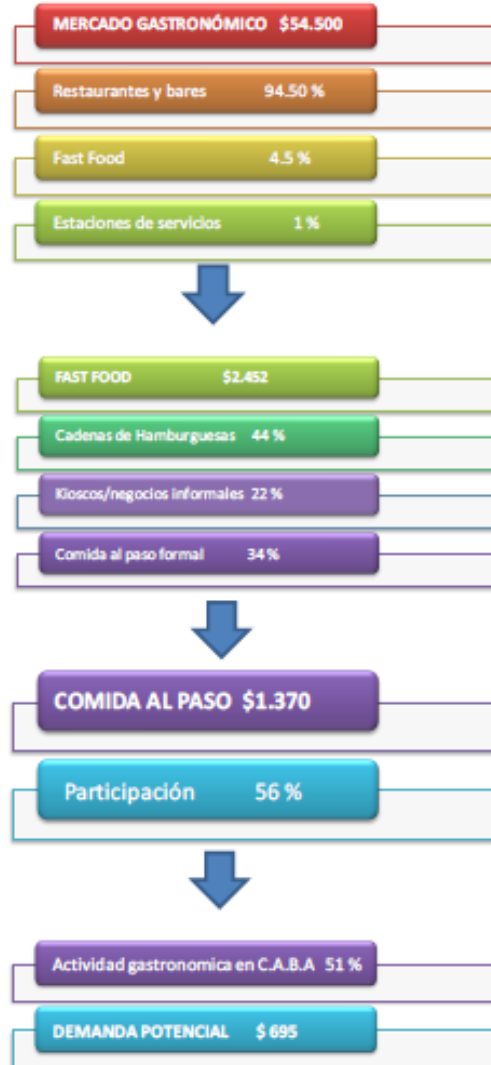 MERCADO GASTRONÓMICO $54.500
Restaurantes y bares 94.50 %
Fast Food 4.5 %
Estaciones de servicios 1 %
FAST FOOD $2.452
Cadenas de Hamburguesas 44 %
Kioscos/negocios informales 22 %
Comida al paso formal 34 %
COMIDA AL PASO $1.370
Participación 56 %
Actividad gastronomica en C.A.B.A 51 %
DEMANDA POTENCIAL $ 695